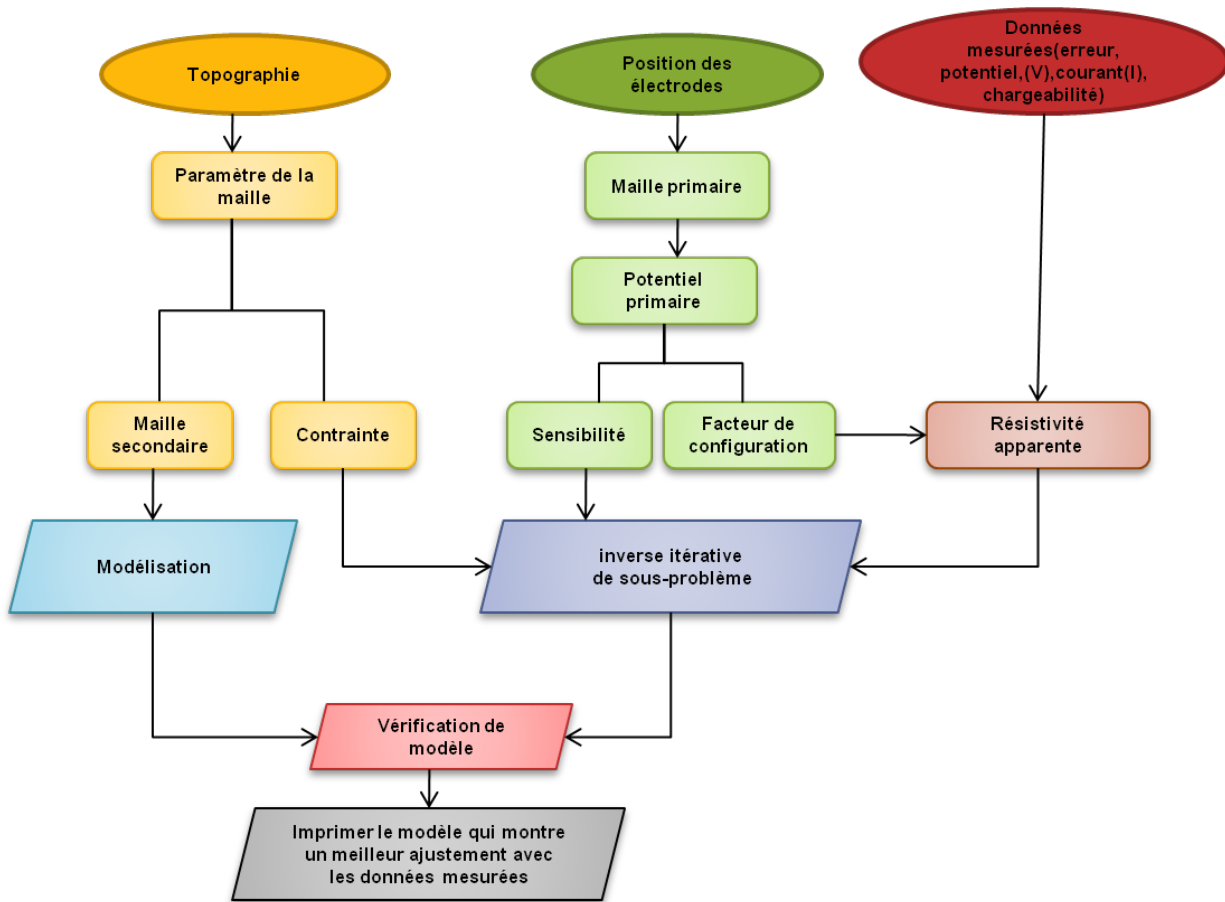 Topographie
Position des
électrodes
Données
mesurées(erreur,
potentiel,(V),courant(I),
chargeabilité)
Paramètre de la
maille
Maille primaire
Potentiel
primaire
Maille
secondaire
Contrainte
Sensibilité
Facteur de
configuration
Résistivité
apparente
Modélisation
inverse itérative
de sous-problème
Vérification de
modèle
Imprimer le modèle qui montre
un meilleur ajustement avec
les données mesurées